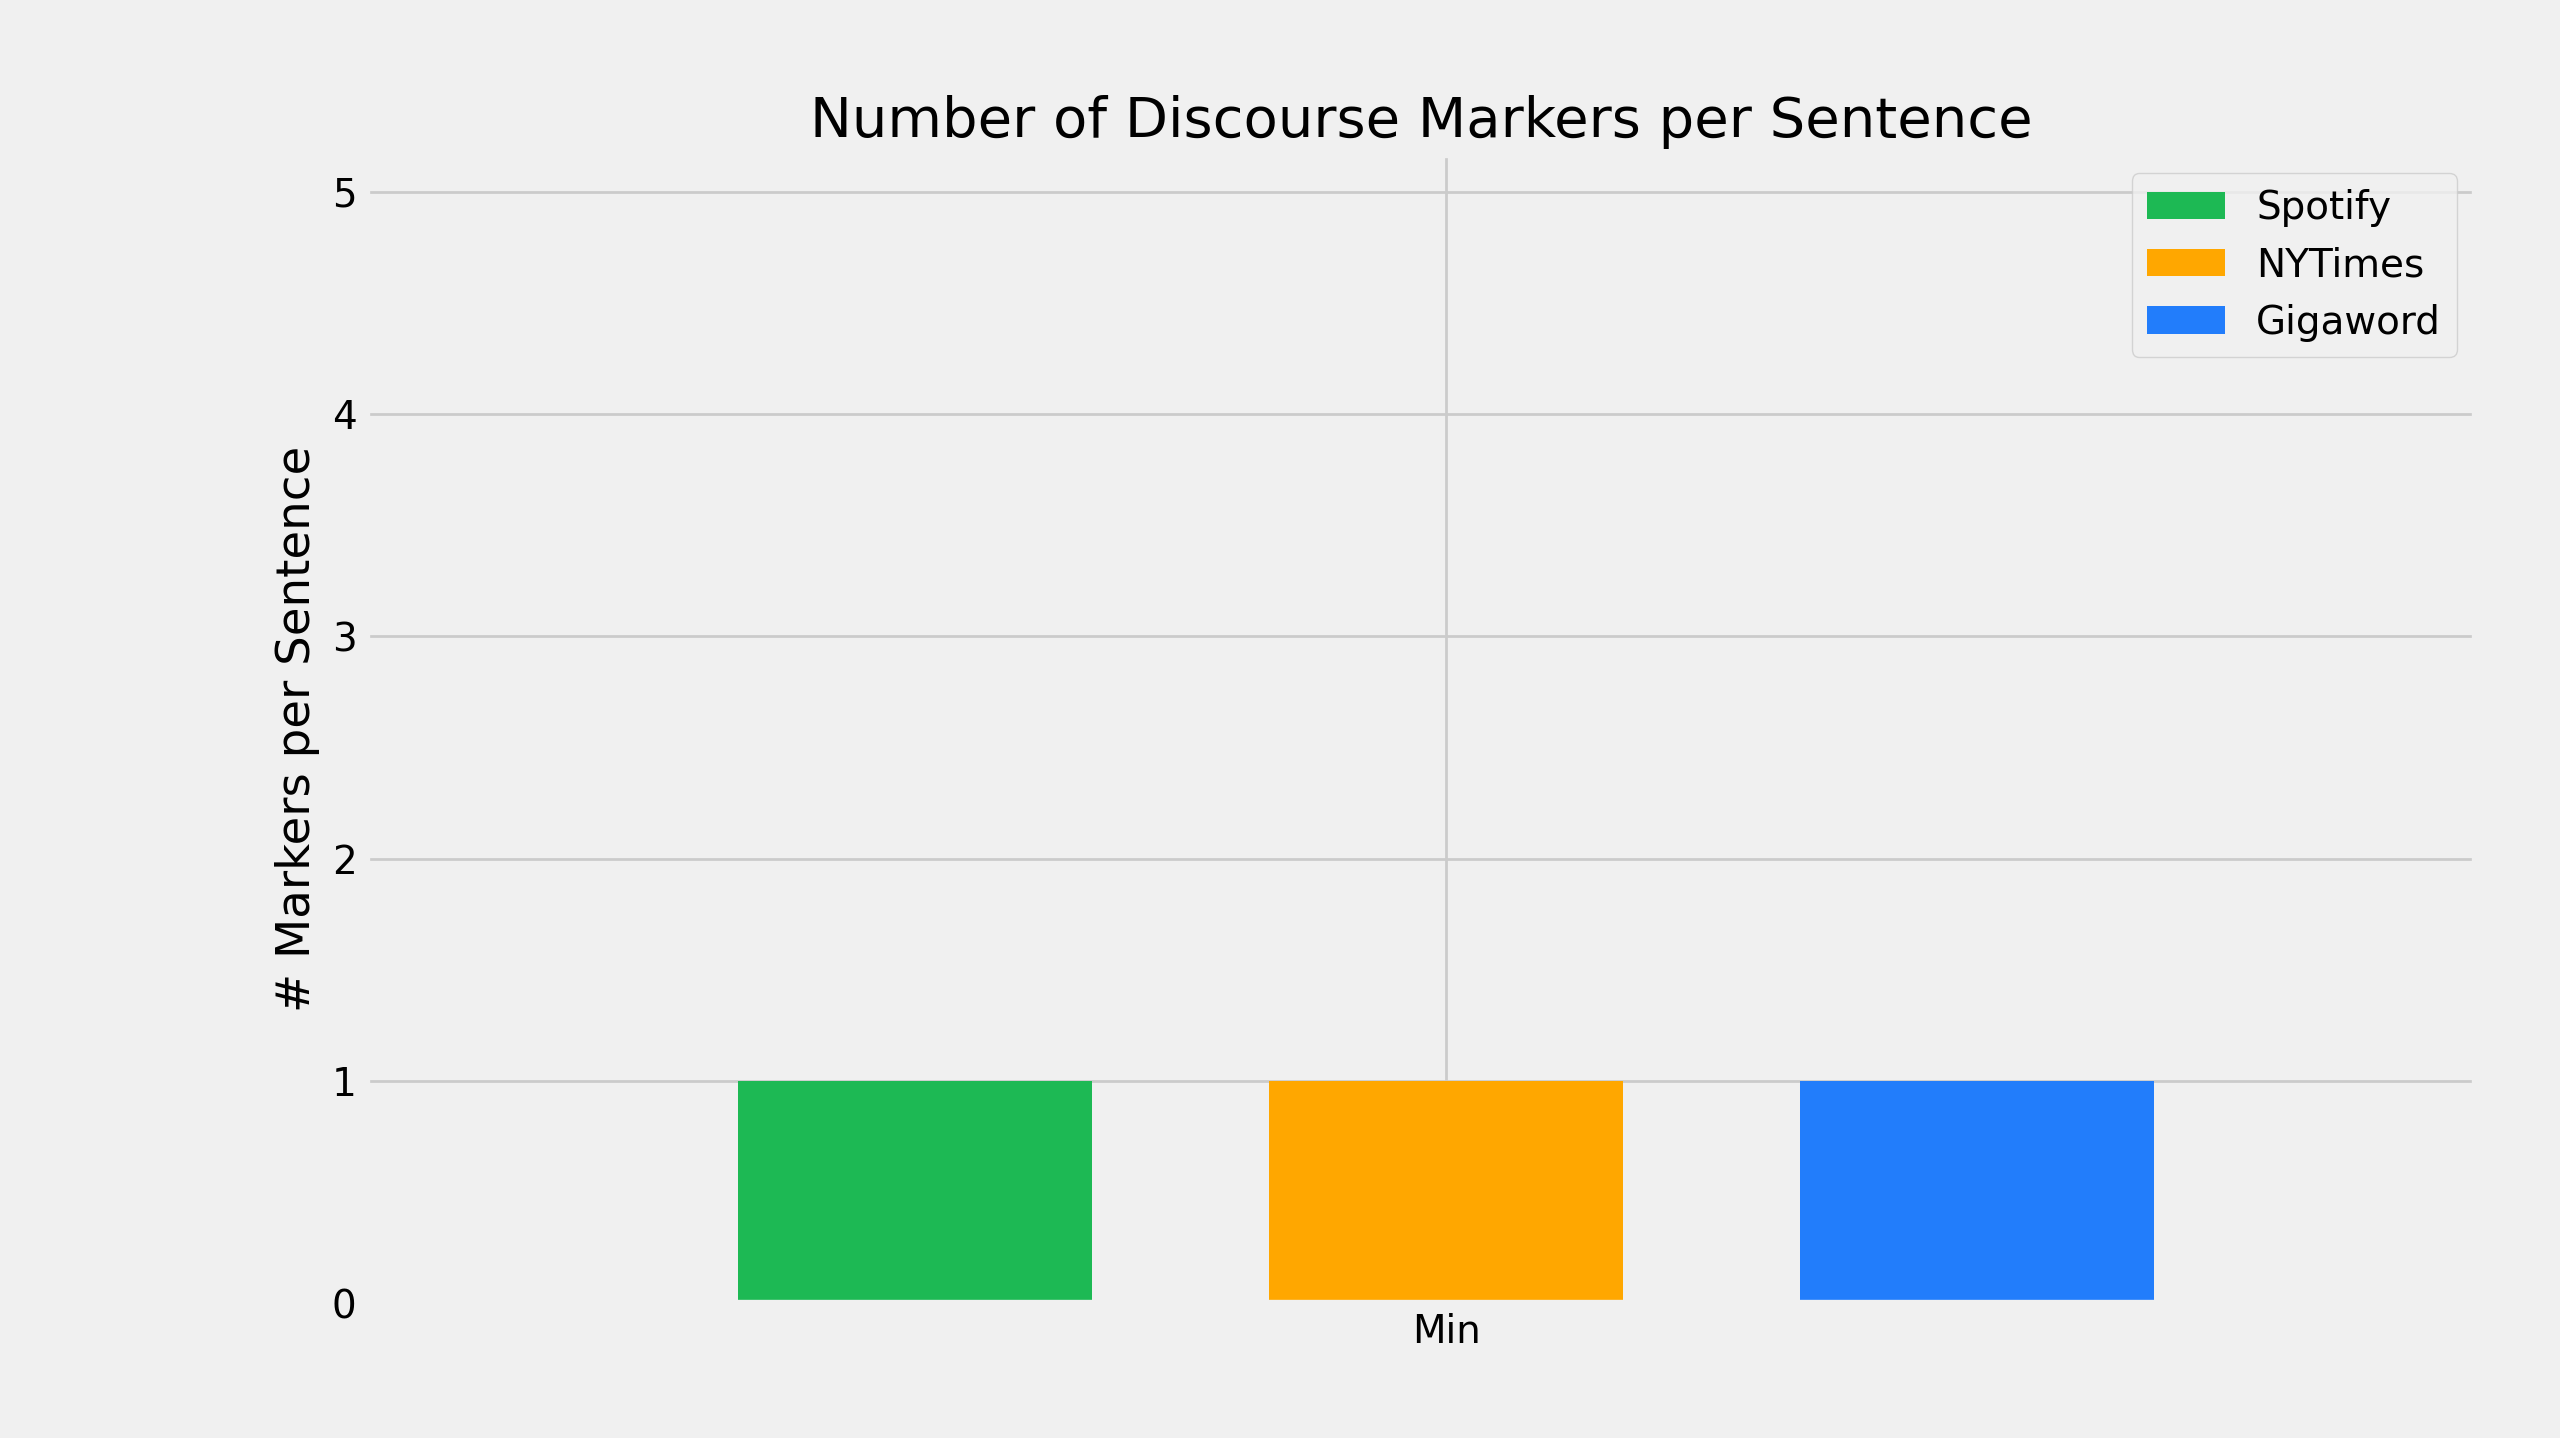 Number of Discourse Markers per Sentence
# Markers per Sentence
5
4
3
2
1
0
Min
Spotify
NYTimes
Gigaword